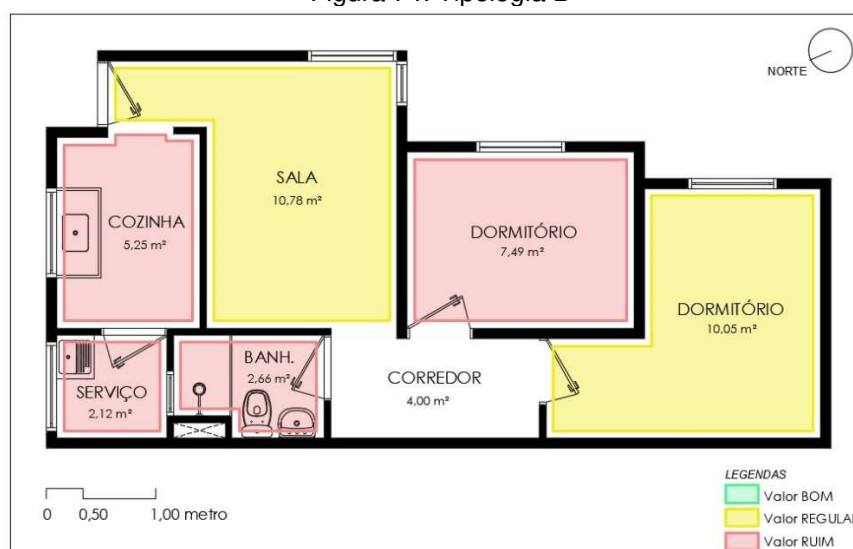 NORTE
SALA
10,78 m²
COZINHA
5,25 m²
DORMITÓRIO
7,49 m²
DORMITÓRIO
10,05 m²
BANH.
2,66 m²
CORREDOR
4,00 m²
SERVIÇO
2,12 m²
LEGENDAS
Valor BOM
Valor REGULAR
Valor RUIM
0 0,50 1,00 metro